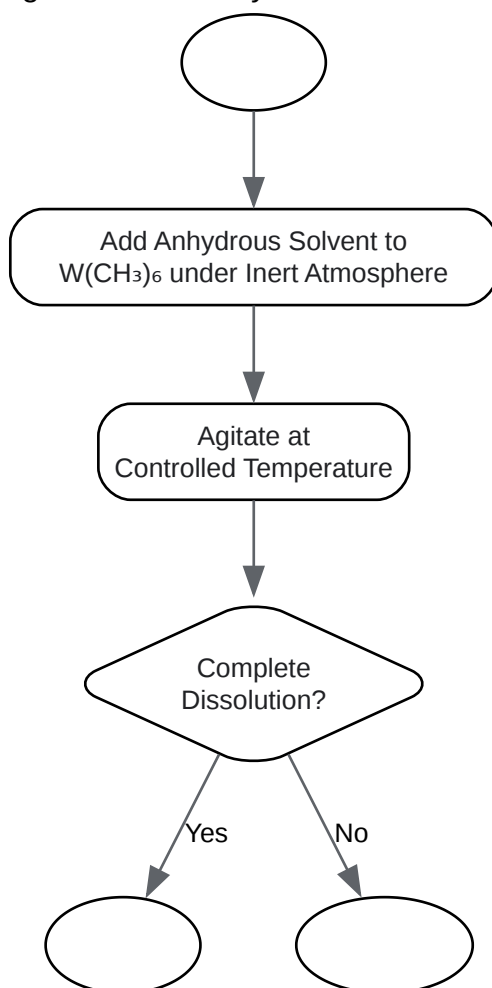 Add Anhydrous Solvent to
W(CH₃)₆ under Inert Atmosphere
Agitate at
Controlled Temperature
Complete
Dissolution?
Yes
No